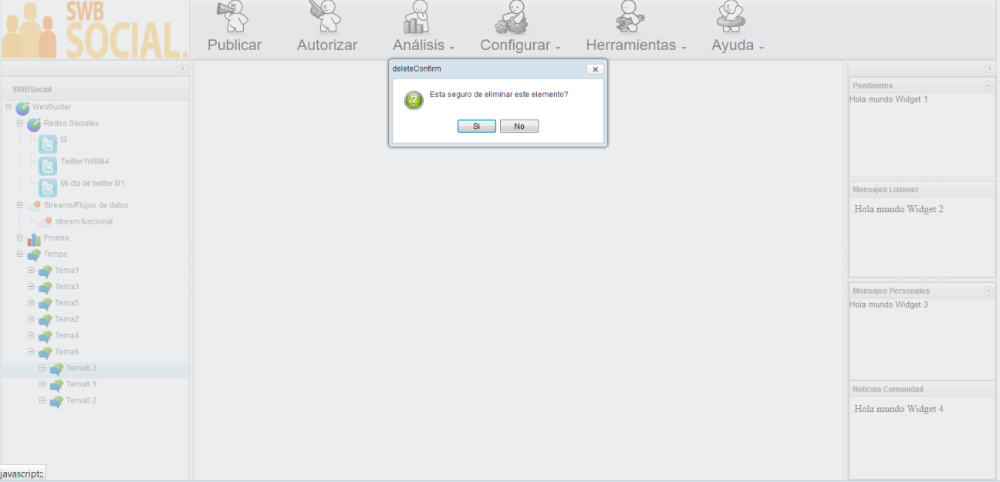 SWB
SOCIAL.
Publicar
Autorizar
Análisis
Configurar
Herramientas
Ayuda
deleteConfirm
Esta seguro de eliminar este elemento?
Si
No
SWBSocial
WebBuider
Redes Sociales
t3
Twitter1WBM4
Mi cta de twitter M1
Streams/Flujos de datos
stream funcional
Prueba
Temas
Tema1
Tema3
Tema5
Tema2
Tema4
Tema6
Tema6.3
Tema6.1
Tema6.2
Pendientes
Hola mundo Widget 1
Mensajes Listener
Hola mundo Widget 2
Mensajes Personales
Hola mundo Widget 3
Noticias Comunidad
Hola mundo Widget 4
javascript:;